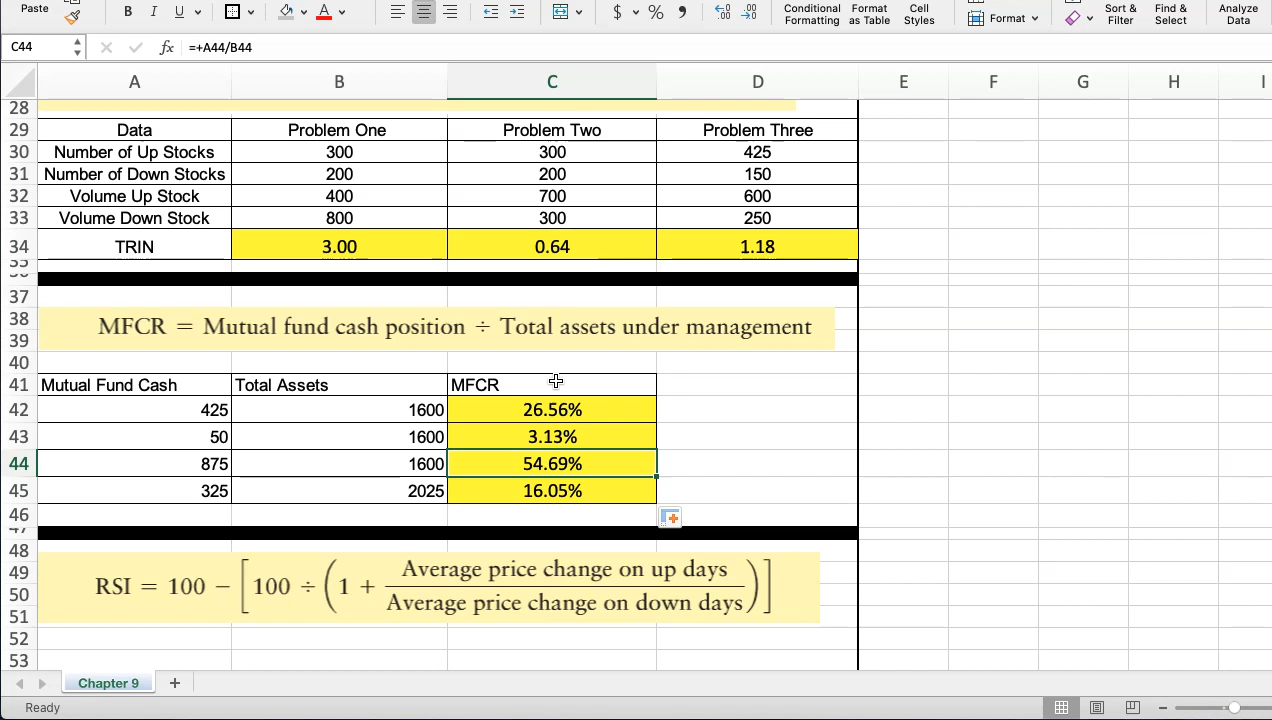 Paste B I U $ % 9 Conditional Formatting Format as Table Cell Styles Format Sort & Filter Find & Select Analyze Data
C44 fx =+A44/B44
A B C D E F G H I
28
29 Data Problem One Problem Two Problem Three
30 Number of Up Stocks 300 300 425
31 Number of Down Stocks 200 200 150
32 Volume Up Stock 400 700 600
33 Volume Down Stock 800 300 250
34 TRIN 3.00 0.64 1.18
35
36
37
38 MFCR = Mutual fund cash position ÷ Total assets under management
39
40
41 Mutual Fund Cash Total Assets MFCR
42 425 1600 26.56%
43 50 1600 3.13%
44 875 1600 54.69%
45 325 2025 16.05%
46
47
48
49 RSI = 100 − [100 ÷ (1 + Average price change on up days
50 Average price change on down days)]
51
52
53
Chapter 9 +
Ready